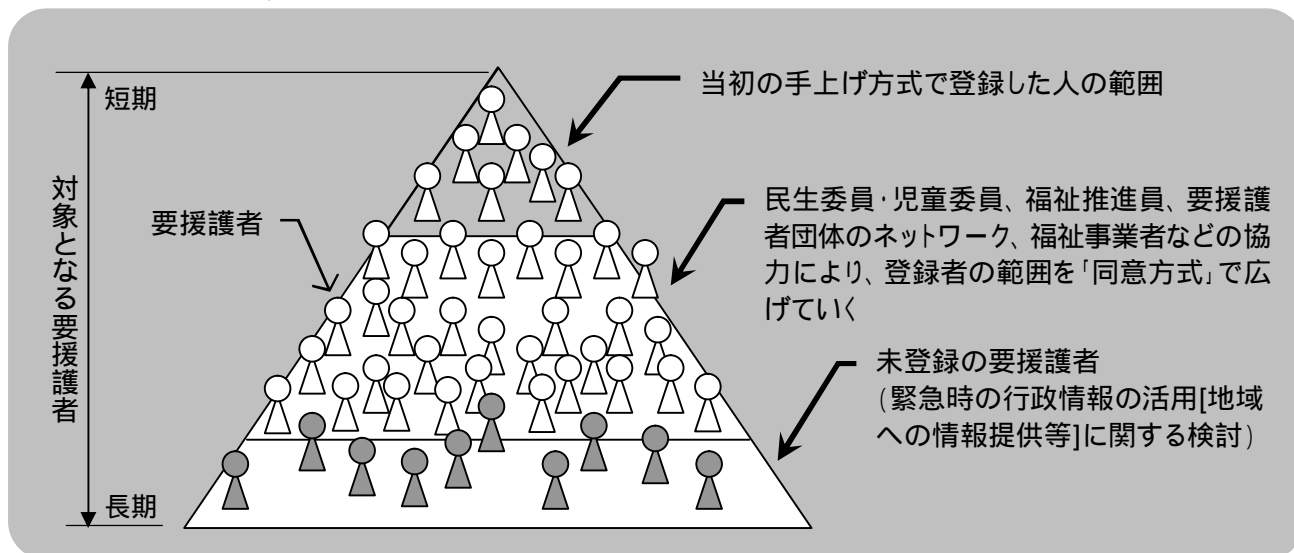 短期
対象となる要援護者
長期
要援護者
当初の手上げ方式で登録した人の範囲
民生委員・児童委員、福祉推進員、要援護
者団体のネットワーク、福祉事業者などの協
力により、登録者の範囲を「同意方式」で広
げていく
未登録の要援護者
(緊急時の行政情報の活用[地域
への情報提供等]に関する検討)